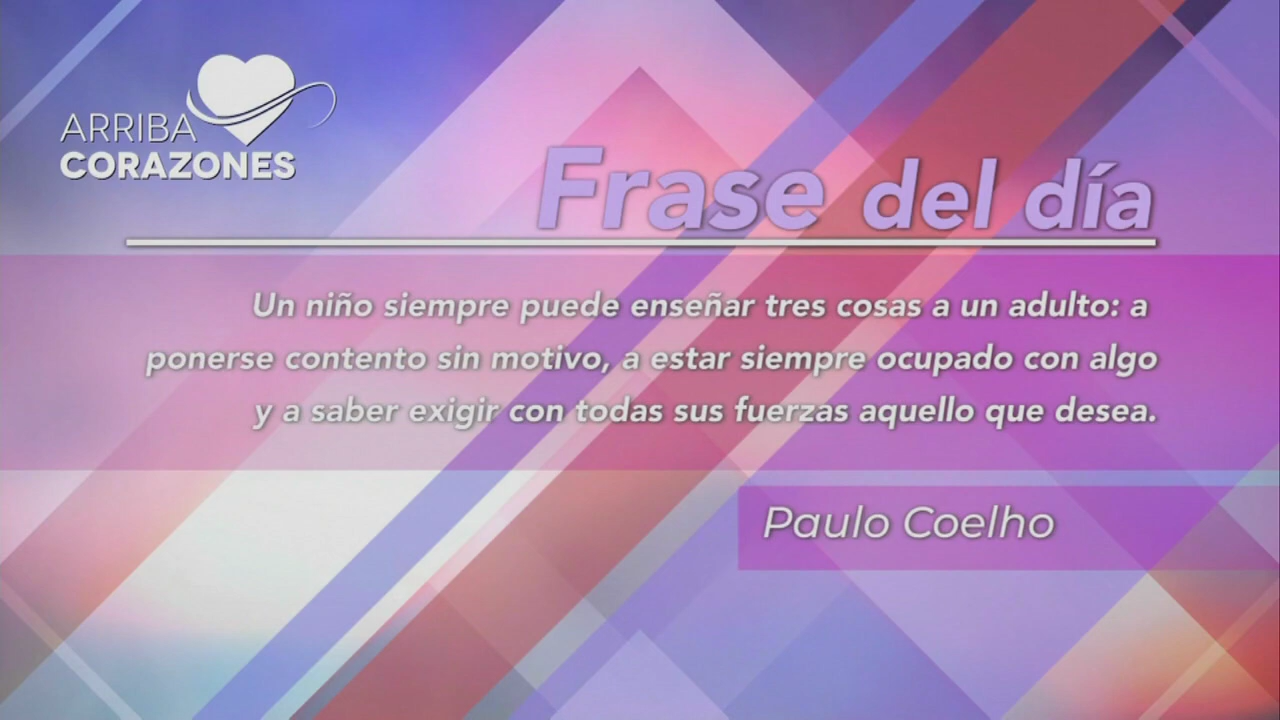 ARRIBA
CORAZONES
Frase del día
Un niño siempre puede enseñar tres cosas a un adulto: a
ponerse contento sin motivo, a estar siempre ocupado con algo
y a saber exigir con todas sus fuerzas aquello que desea.
Paulo Coelho